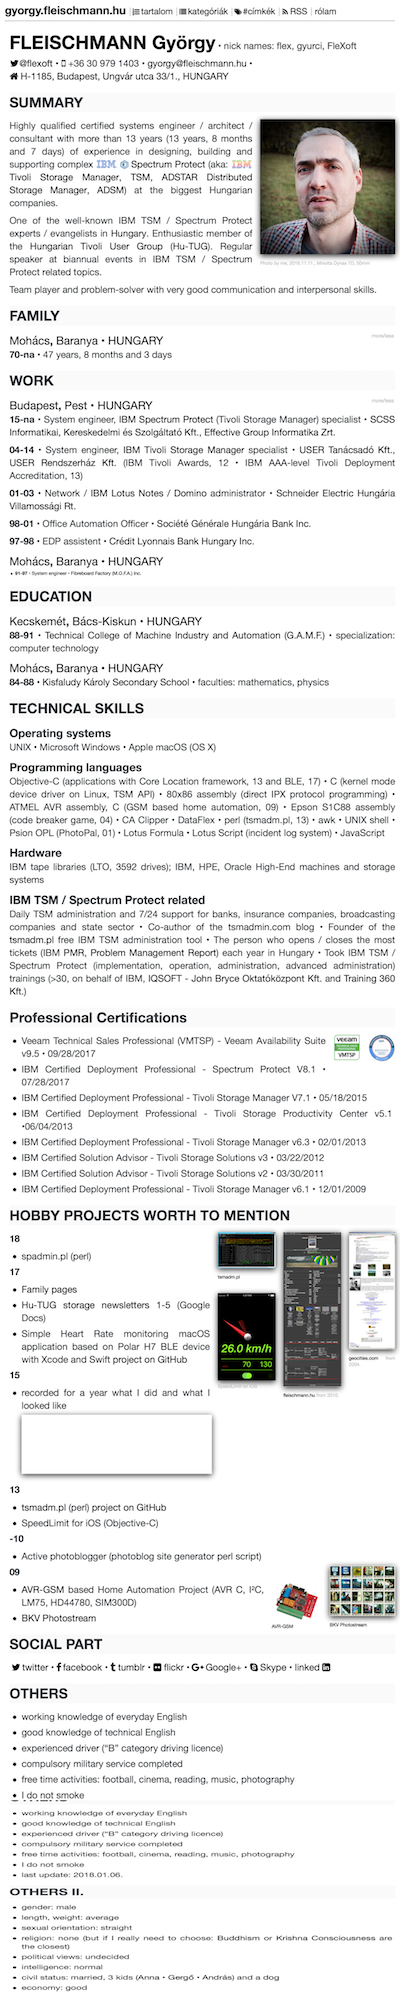 gyorgy.fleischmann.hu tartalom kategóriák #címkék RSS rólam
FLEISCHMANN György • nick names: flex, gyurci, FleXoft
@flexoft • +36 30 979 1403 • gyorgy@fleischmann.hu •
H-1185, Budapest, Ungvár utca 33/1., HUNGARY
SUMMARY
Highly qualified certified systems engineer / architect /
consultant with more than 13 years (13 years, 8 months
and 7 days) of experience in designing, building and
supporting complex IBM Spectrum Protect (aka: IBM
Tivoli Storage Manager, TSM, ADSTAR Distributed
Storage Manager, ADSM) at the biggest Hungarian
companies.
One of the well-known IBM TSM / Spectrum Protect
experts / evangelists in Hungary. Enthusiastic member of
the Hungarian Tivoli User Group (Hu-TUG). Regular
speaker at biannual events in IBM TSM / Spectrum
Protect related topics.
Team player and problem-solver with very good communication and interpersonal skills.
FAMILY
more/less
Mohács, Baranya • HUNGARY
70-na • 47 years, 8 months and 3 days
WORK
more/less
Budapest, Pest • HUNGARY
15-na • System engineer, IBM Spectrum Protect (Tivoli Storage Manager) specialist • SCSS
Informatikai, Kereskedelmi és Szolgáltató Kft., Effective Group Informatika Zrt.
04-14 • System engineer, IBM Tivoli Storage Manager specialist • USER Tanácsadó Kft.,
USER Rendszerház Kft. (IBM Tivoli Awards, 12 • IBM AAA-level Tivoli Deployment
Accreditation, 13)
01-03 • Network / IBM Lotus Notes / Domino administrator • Schneider Electric Hungária
Villamossági Rt.
98-01 • Office Automation Officer • Société Générale Hungária Bank Inc.
97-98 • EDP assistent • Crédit Lyonnais Bank Hungary Inc.
Mohács, Baranya • HUNGARY
• 91-97 • System engineer • Fibreboard Factory (M.O.F.A.) Inc.
EDUCATION
Kecskemét, Bács-Kiskun • HUNGARY
88-91 • Technical College of Machine Industry and Automation (G.A.M.F.) • specialization:
computer technology
Mohács, Baranya • HUNGARY
84-88 • Kisfaludy Károly Secondary School • faculties: mathematics, physics
TECHNICAL SKILLS
Operating systems
UNIX • Microsoft Windows • Apple macOS (OS X)
Programming languages
Objective-C (applications with Core Location framework, 13 and BLE, 17) • C (kernel mode
device driver on Linux, TSM API) • 80x86 assembly (direct IPX protocol programming) •
ATMEL AVR assembly, C (GSM based home automation, 09) • Epson S1C88 assembly
(code breaker game, 04) • CA Clipper • DataFlex • perl (tsmadm.pl, 13) • awk • UNIX shell •
Psion OPL (PhotoPal, 01) • Lotus Formula • Lotus Script (incident log system) • JavaScript
Hardware
IBM tape libraries (LTO, 3592 drives); IBM, HPE, Oracle High-End machines and storage
systems
IBM TSM / Spectrum Protect related
Daily TSM administration and 7/24 support for banks, insurance companies, broadcasting
companies and state sector • Co-author of the tsmadmin.com blog • Founder of the
tsmadm.pl free IBM TSM administration tool • The person who opens / closes the most
tickets (IBM PMR, Problem Management Report) each year in Hungary • Took IBM TSM /
Spectrum Protect (implementation, operation, administration, advanced administration)
trainings (>30, on behalf of IBM, IQSOFT - John Bryce Oktatóközpont Kft. and Training 360
Kft.)
Professional Certifications
• Veeam Technical Sales Professional (VMTSP) - Veeam Availability Suite
v9.5 • 09/28/2017
• IBM Certified Deployment Professional - Spectrum Protect V8.1 •
07/28/2017
• IBM Certified Deployment Professional - Tivoli Storage Manager V7.1 • 05/18/2015
• IBM Certified Deployment Professional - Tivoli Storage Productivity Center v5.1
•06/04/2013
• IBM Certified Deployment Professional - Tivoli Storage Manager v6.3 • 02/01/2013
• IBM Certified Solution Advisor - Tivoli Storage Solutions v3 • 03/22/2012
• IBM Certified Solution Advisor - Tivoli Storage Solutions v2 • 03/30/2011
• IBM Certified Deployment Professional - Tivoli Storage Manager v6.1 • 12/01/2009
veeam
VMTSP
HOBBY PROJECTS WORTH TO MENTION
18
• spadmin.pl (perl)
17
• Family pages
• Hu-TUG storage newsletters 1-5 (Google
Docs)
• Simple Heart Rate monitoring macOS
application based on Polar H7 BLE device
with Xcode and Swift project on GitHub
15
• recorded for a year what I did and what I
looked like
tsmadm.pl
26.0 km/h
70 130
SpeedLimit for iOS
fleischmann.hu from 2010
geocities.com from
13
• tsmadm.pl (perl) project on GitHub
• SpeedLimit for iOS (Objective-C)
-10
• Active photoblogger (photoblog site generator perl script)
09
• AVR-GSM based Home Automation Project (AVR C, I²C,
LM75, HD44780, SIM300D)
• BKV Photostream
AVR-GSM
BKV Photostream
SOCIAL PART
twitter • facebook • tumblr • flickr • Google+ • Skype • linked in
OTHERS
• working knowledge of everyday English
• good knowledge of technical English
• experienced driver (“B” category driving licence)
• compulsory military service completed
• free time activities: football, cinema, reading, music, photography
• I do not smoke
• working knowledge of everyday English
• good knowledge of technical English
• experienced driver (“B” category driving licence)
• compulsory military service completed
• free time activities: football, cinema, reading, music, photography
• I do not smoke
• last update: 2018.01.06.
OTHERS II.
• gender: male
• length, weight: average
• sexual orientation: straight
• religion: none (but if I really need to choose: Buddhism or Krishna Consciousness are
the closest)
• political views: undecided
• intelligence: normal
• civil status: married, 3 kids (Anna • Gergő • András) and a dog
• economy: good